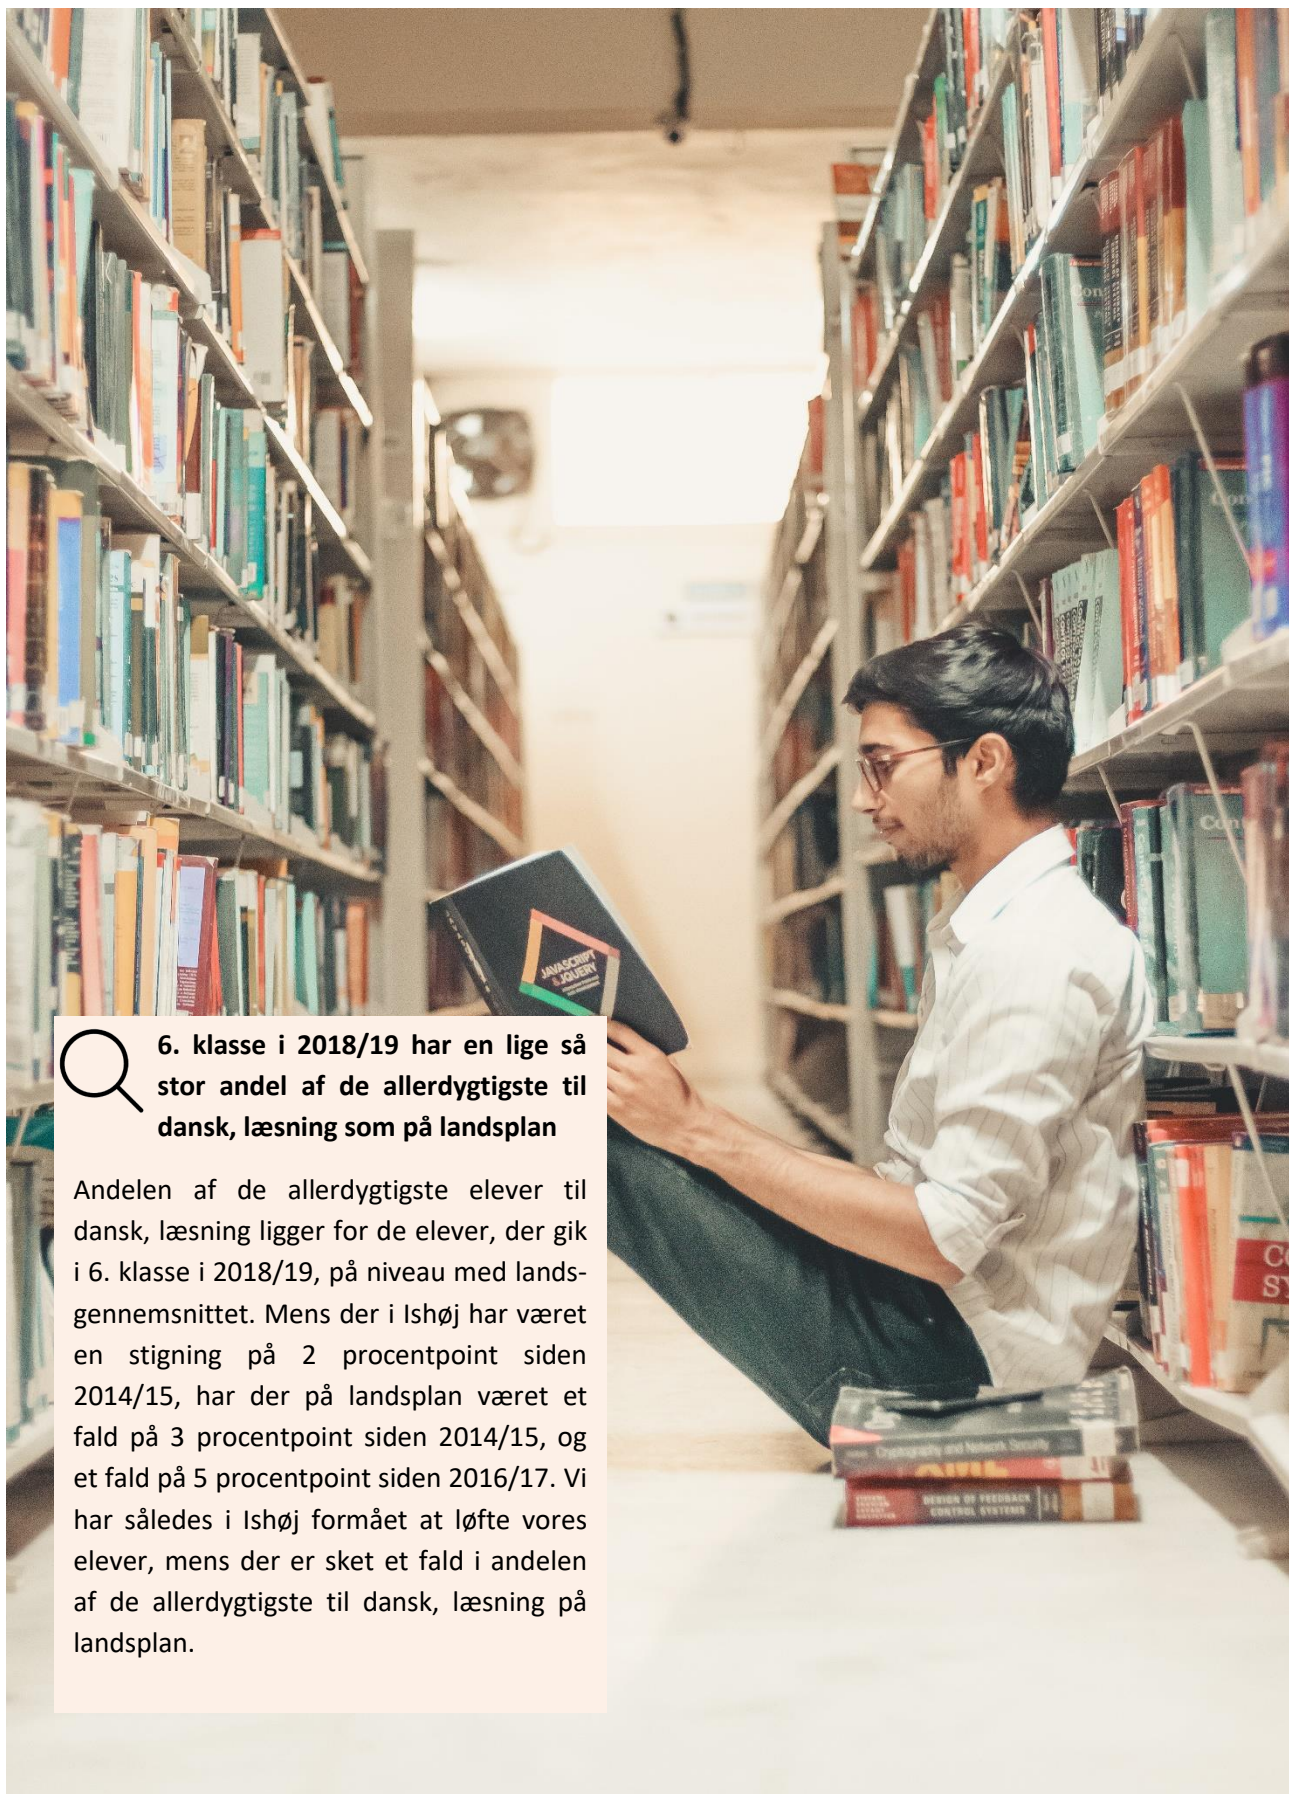 Con
Con
Con
JAVASCRIPT
& JQUERY
6. klasse i 2018/19 har en lige så
stor andel af de allerdygtigste til
dansk, læsning som på landsplan
Andelen af de allerdygtigste elever til
dansk, læsning ligger for de elever, der gik
i 6. klasse i 2018/19, på niveau med lands-
gennemsnittet. Mens der i Ishøj har været
en stigning på 2 procentpoint siden
2014/15, har der på landsplan været et
fald på 3 procentpoint siden 2014/15, og
et fald på 5 procentpoint siden 2016/17. Vi
har således i Ishøj formået at løfte vores
elever, mens der er sket et fald i andelen
af de allerdygtigste til dansk, læsning på
landsplan.
Cryptography and Network Security
DESIGN OF FEEDBACK
CONTROL SYSTEMS